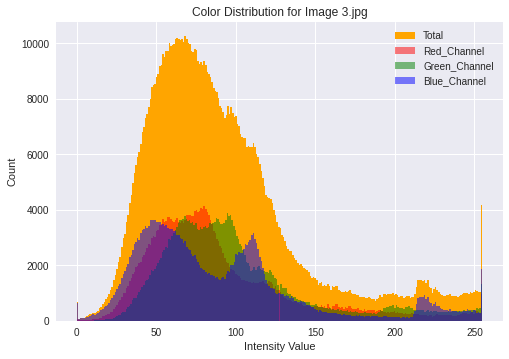 Color Distribution for Image 3.jpg
Total
Red_Channel
Green_Channel
Blue_Channel
10000
8000
6000
4000
2000
0
Count
0 50 100 150 200 250
Intensity Value